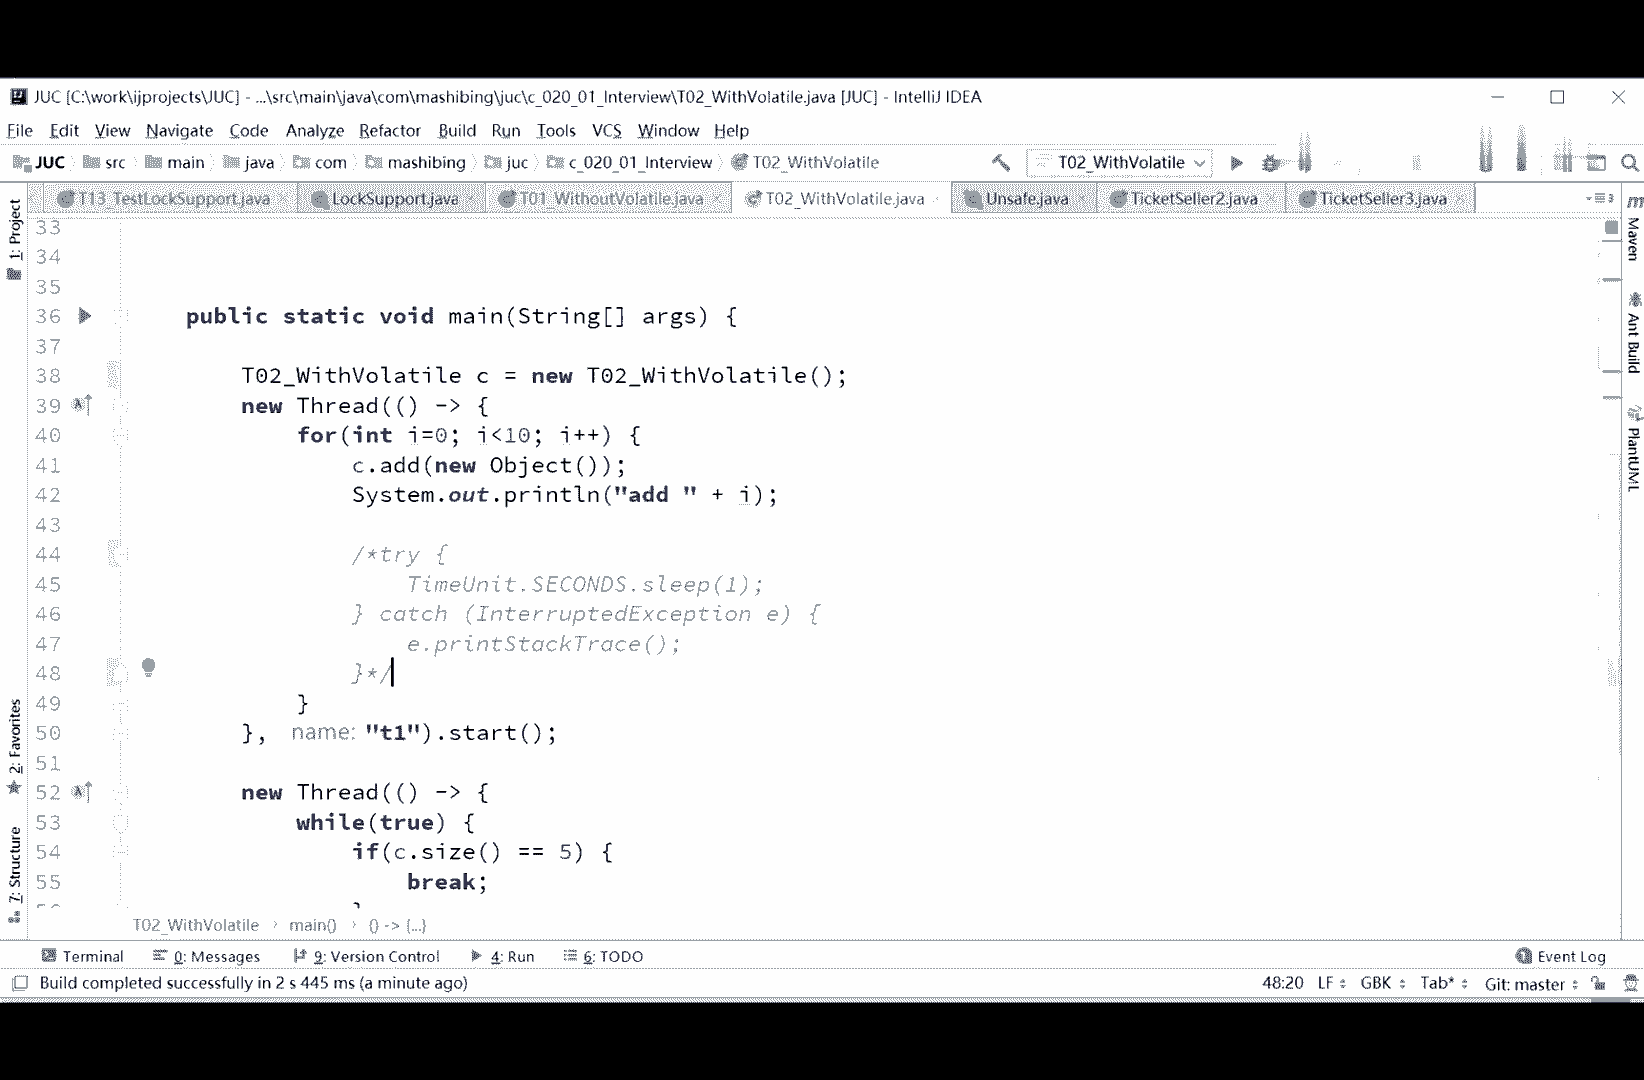 JUC [C:\work\ijprojects\JUC] - ...\src\main\java\com\mashibing\juc\c_020_01_Interview\T02_WithVolatile.java [JUC] - IntelliJ IDEA
File Edit View Navigate Code Analyze Refactor Build Run Tools VCS Window Help
JUC src main java com mashibing juc c_020_01_Interview T02_WithVolatile T02_WithVolatile
T13_TestLockSupport.java LockSupport.java T01_WithoutVolatile.java T02_WithVolatile.java Unsafe.java TicketSeller2.java TicketSeller3.java
1: Project
2: Favorites
7: Structure
33
34
35
36 public static void main(String[] args) {
37
38 T02_WithVolatile c = new T02_WithVolatile();
39 new Thread(() -> {
40 for(int i=0; i<10; i++) {
41 c.add(new Object());
42 System.out.println("add " + i);
43
44 /*try {
45 TimeUnit.SECONDS.sleep(1);
46 } catch (InterruptedException e) {
47 e.printStackTrace();
48 }*/
49 }
50 }, name: "t1").start();
51
52 new Thread(() -> {
53 while(true) {
54 if(c.size() == 5) {
55 break;
Maven
Ant Build
PlantUML
T02_WithVolatile › main() › () -> {...}
Terminal 0: Messages 9: Version Control 4: Run 6: TODO Event Log
Build completed successfully in 2 s 445 ms (a minute ago) 48:20 LF GBK Tab* Git: master